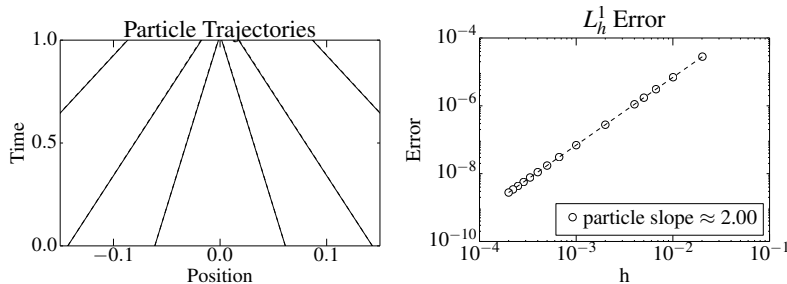 Particle Trajectories
1.0
0.5
0.0
Time
−0.1
0.0
0.1
Position
L_h^1 Error
10^−4
10^−6
10^−8
10^−10
Error
particle slope ≈ 2.00
10^−4
10^−3
10^−2
10^−1
h